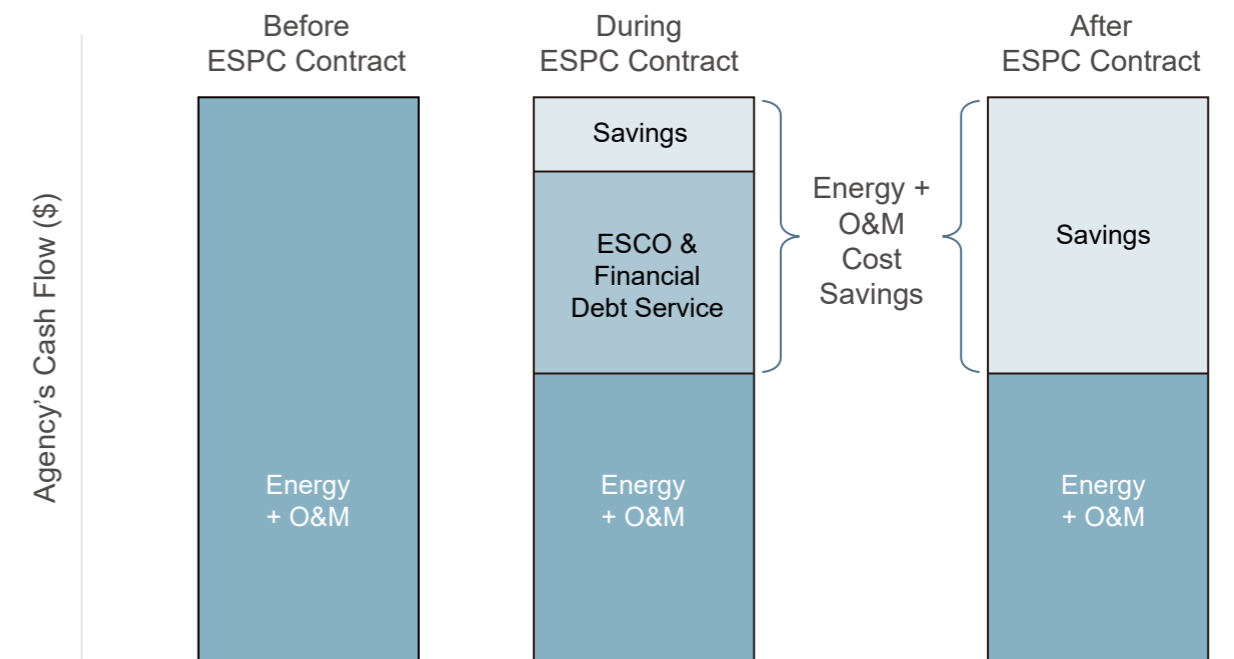 Before
ESPC Contract
During
ESPC Contract
After
ESPC Contract
Agency’s Cash Flow ($)
Savings
ESCO &
Financial
Debt Service
Energy +
O&M
Cost
Savings
Savings
Energy
+ O&M
Energy
+ O&M
Energy
+ O&M